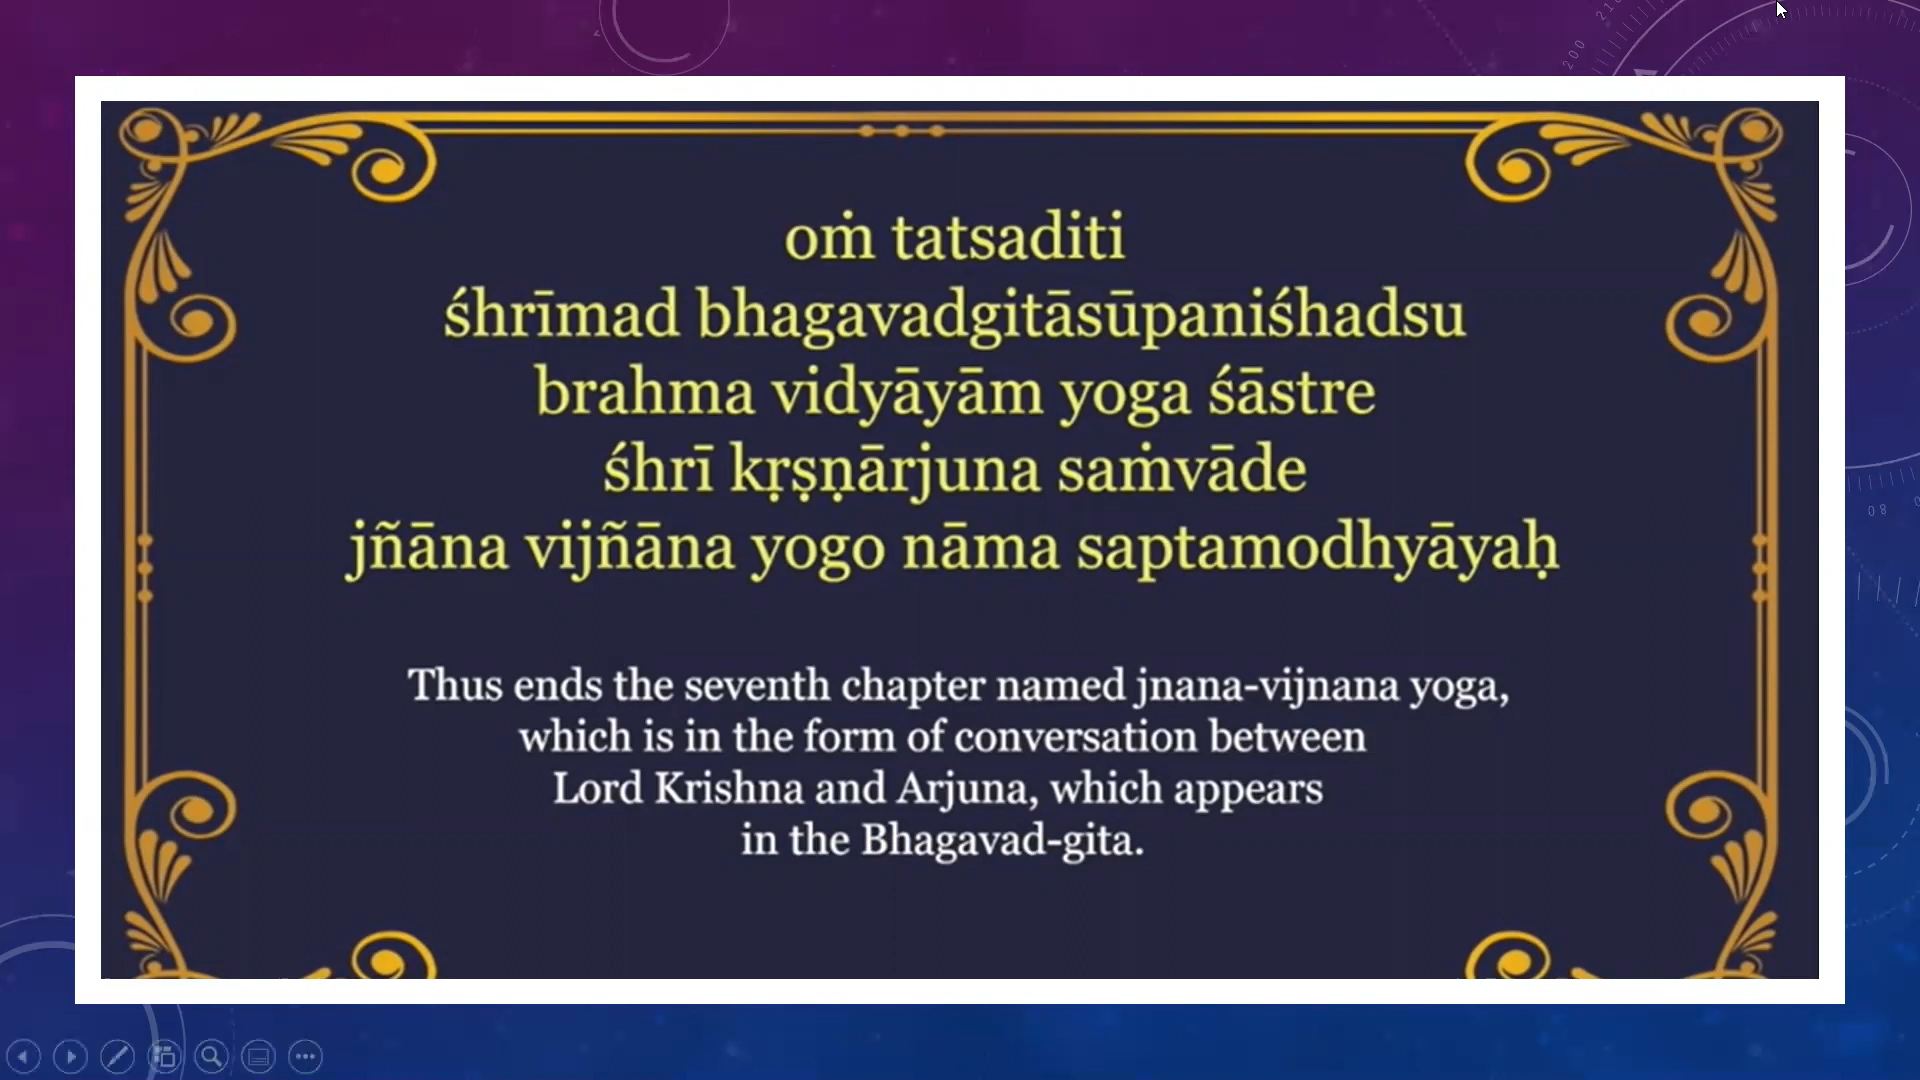 oṁ tatsaditi
śhrīmad bhagavadgitāsūpaniśhadsu
brahma vidyāyām yoga śāstre
śhrī kṛṣṇārjuna saṁvāde
jñāna vijñāna yogo nāma saptamodhyāyaḥ
Thus ends the seventh chapter named jnana-vijnana yoga,
which is in the form of conversation between
Lord Krishna and Arjuna, which appears
in the Bhagavad-gita.
200
80